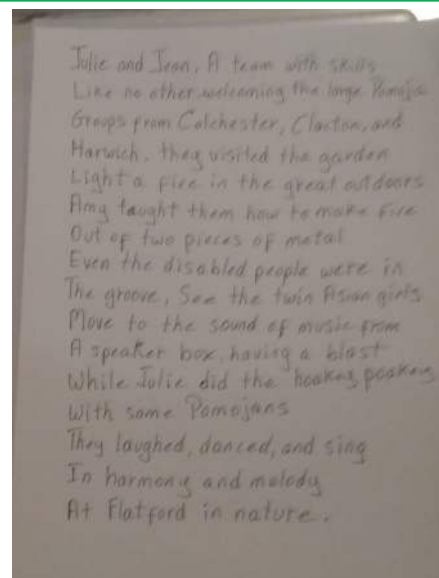 Julie and Jean, A team with skills
Like no other welcoming the large Pomoja
Groups from Colchester, Clacton, and
Harwich, they visited the garden
Light a fire in the great outdoors
Amy taught them how to make fire
Out of two pieces of metal
Even the disabled people were in
The groove, See the twin Asian girls
Move to the sound of music from
A speaker box, having a blast
While Julie did the hoakey poakey
With some Pomojans
They laughed, danced, and sing
In harmony and melody
At Flatford in nature.